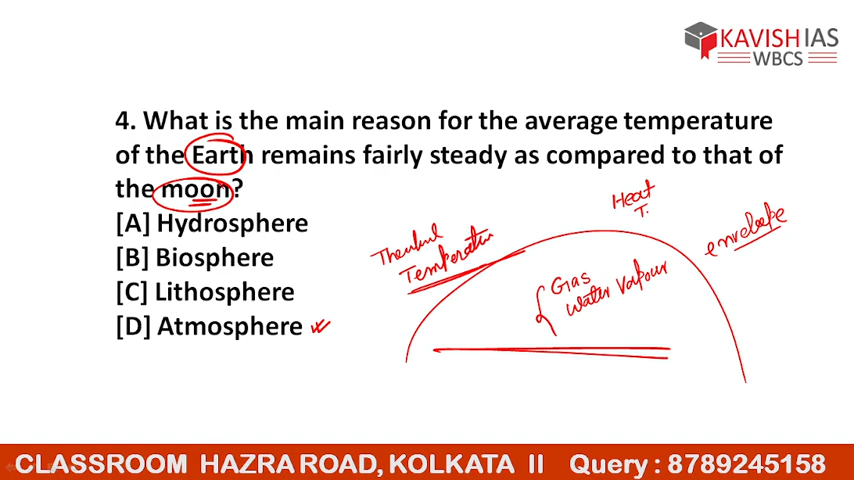 KAVISH IAS
WBCS
4. What is the main reason for the average temperature
of the Earth remains fairly steady as compared to that of
the moon?
[A] Hydrosphere
[B] Biosphere
[C] Lithosphere
[D] Atmosphere
Heat
T.
envelope
Temperature
Gas
water vapour
CLASSROOM HAZRA ROAD, KOLKATA II Query : 8789245158